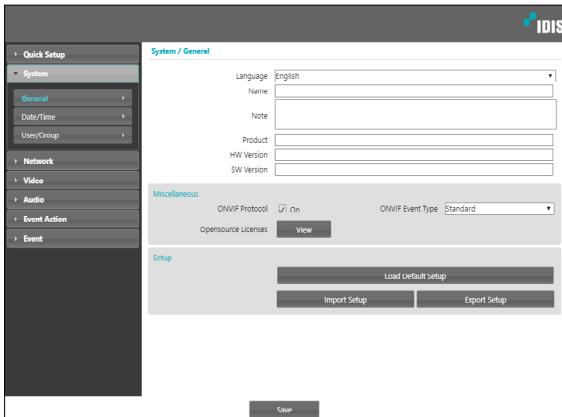 IDIS
Quick Setup
System
General
Date/Time
User/Group
Network
Video
Audio
Event Action
Event
System / General
Language English
Name
Note
Product
HW Version
SW Version
Miscellaneous
ONVIF Protocol On ONVIF Event Type Standard
Opensource Licenses View
Setup
Load Default Setup
Import Setup Export Setup
Save